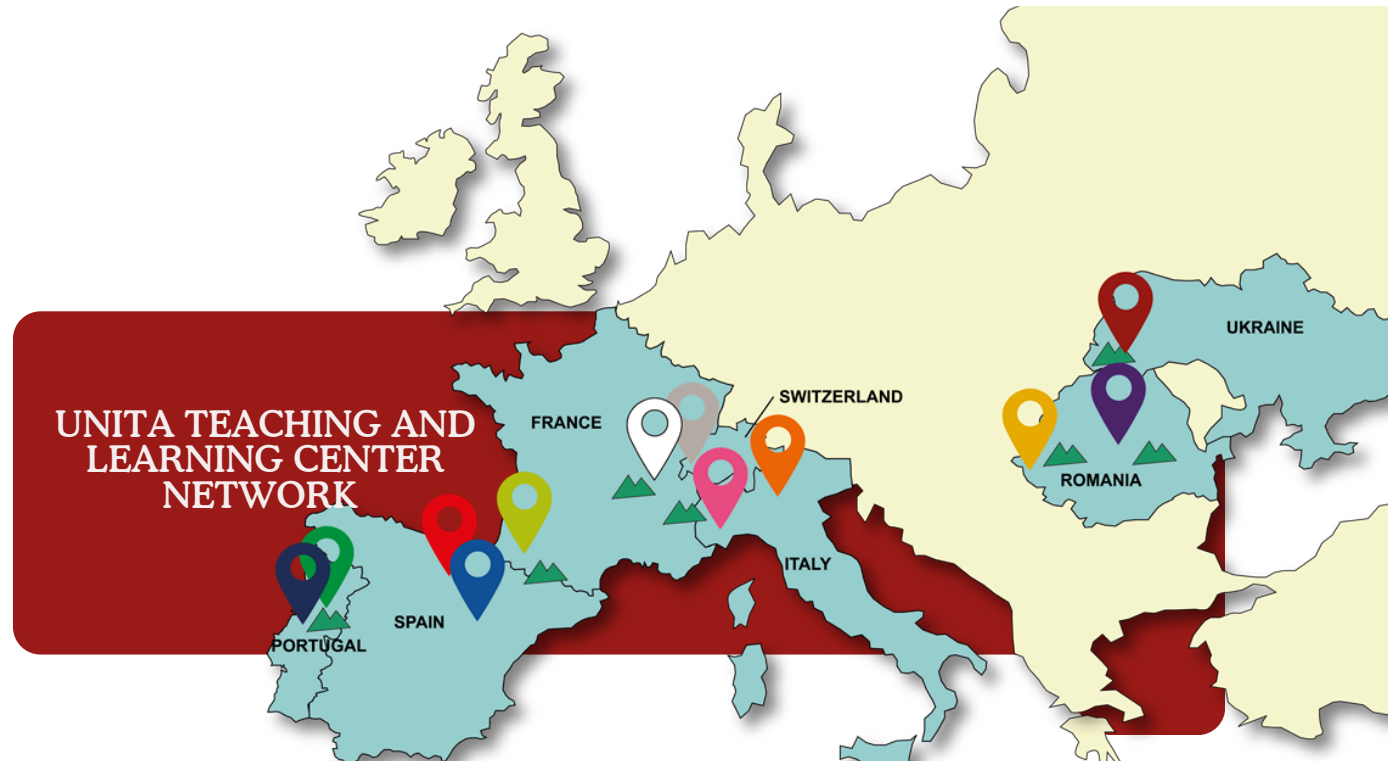 UNITA TEACHING AND
LEARNING CENTER
NETWORK
UKRAINE
SWITZERLAND
FRANCE
ROMANIA
ITALY
SPAIN
PORTUGAL